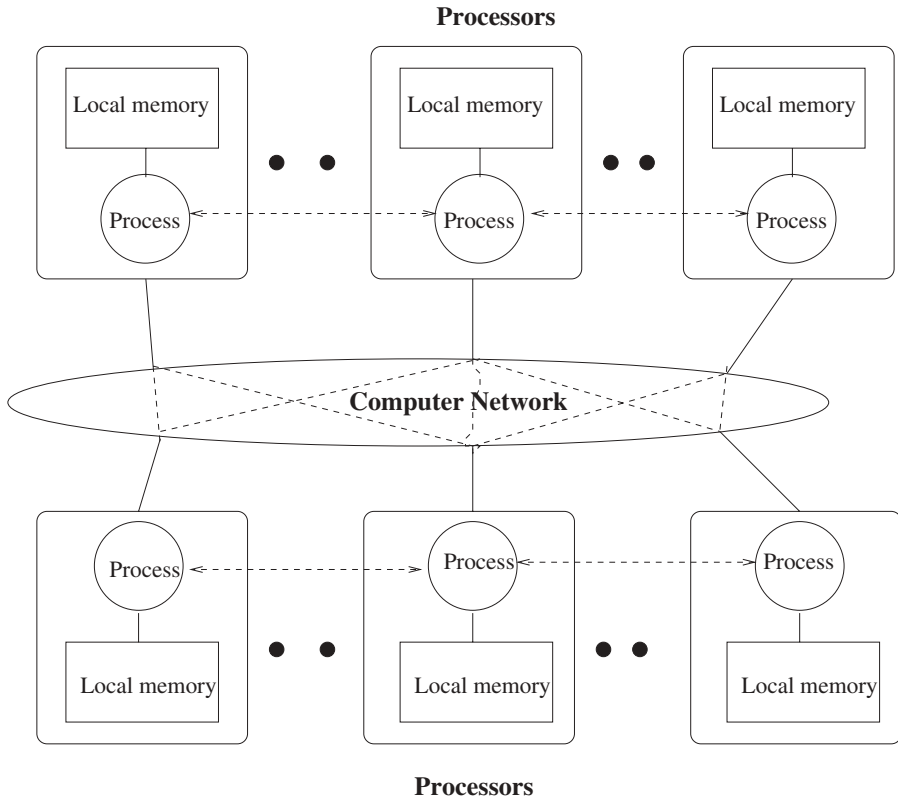 Processors
Local memory
Local memory
Local memory
Process
Process
Process
Computer Network
Process
Process
Process
Local memory
Local memory
Local memory
Processors